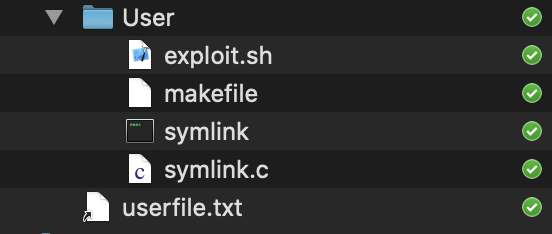 User
exploit.sh
makefile
symlink
symlink.c
userfile.txt